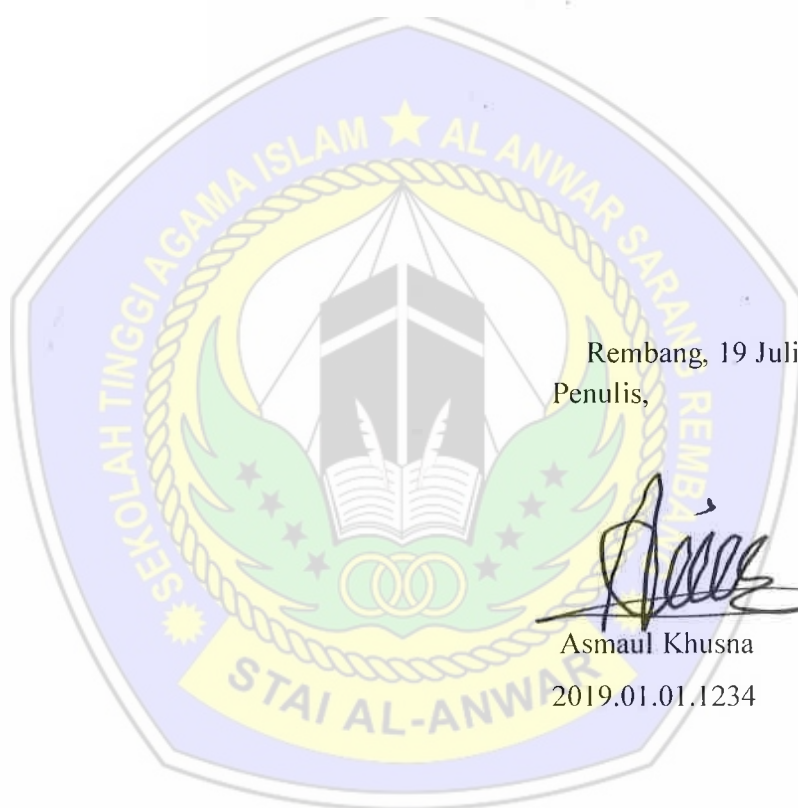 SEKOLAH TINGGI AGAMA ISLAM ★ AL ANWAR SARANG REMBANG
Rembang, 19 Juli
Penulis,
Asmaul Khusna
2019.01.01.1234
STAI AL-ANWAR